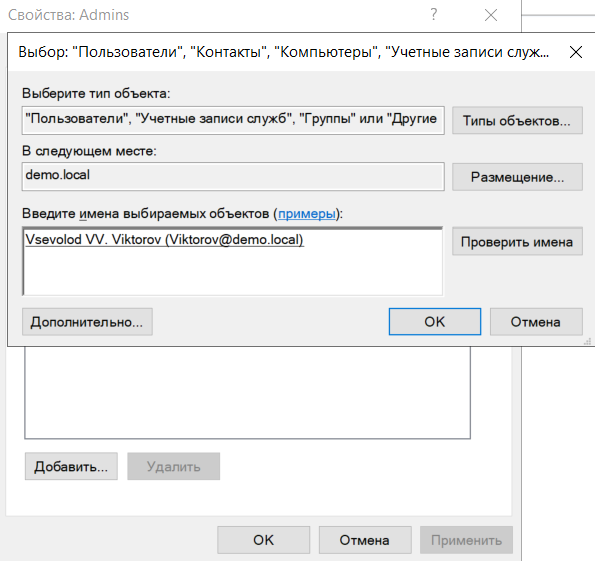 Свойства: Admins
?
Выбор: "Пользователи", "Контакты", "Компьютеры", "Учетные записи служ...
Выберите тип объекта:
"Пользователи", "Учетные записи служб", "Группы" или "Другие
Типы объектов...
В следующем месте:
demo.local
Размещение...
Введите имена выбираемых объектов (примеры):
Vsevolod VV. Viktorov (Viktorov@demo.local)
Проверить имена
Дополнительно...
OK
Отмена
Добавить...
Удалить
OK
Отмена
Применить